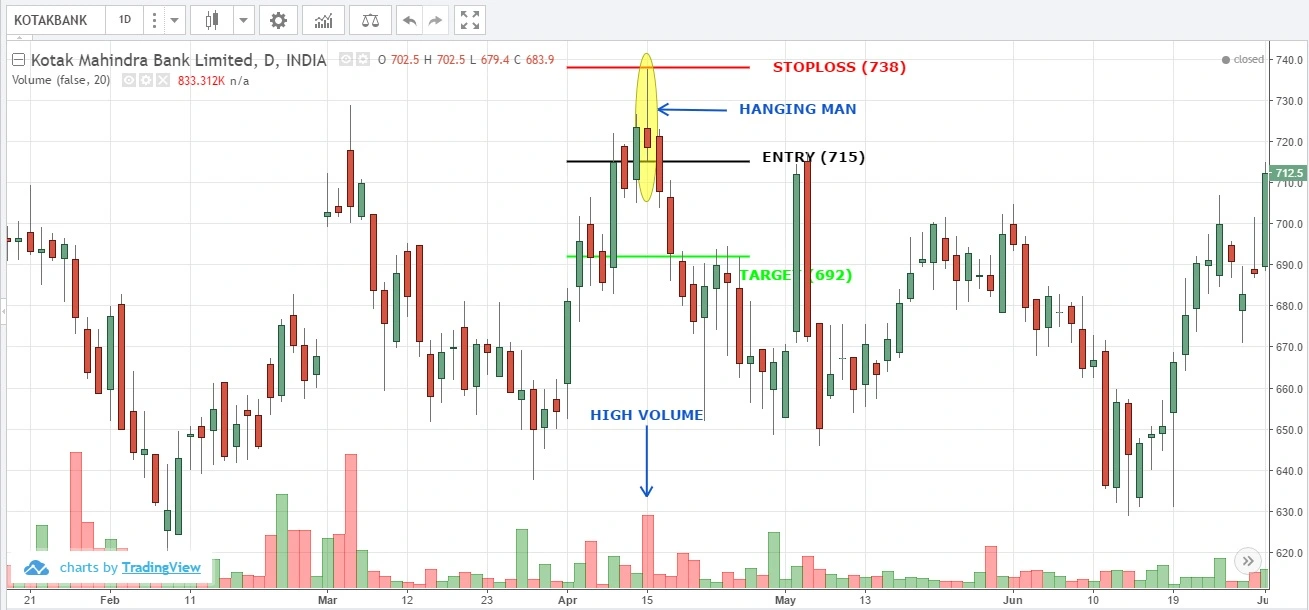 KOTAKBANK 1D
Kotak Mahindra Bank Limited, D, INDIA O 702.5 H 702.5 L 679.4 C 683.9
Volume (false, 20) 833.312K n/a
closed
STOPLOSS (738)
HANGING MAN
ENTRY (715)
TARGET (692)
HIGH VOLUME
740.0
730.0
720.0
712.5
710.0
700.0
690.0
680.0
670.0
660.0
650.0
640.0
630.0
620.0
charts by TradingView
21 Feb 11 Mar 12 23 Apr 15 May 13 Jun 10 19 Ju